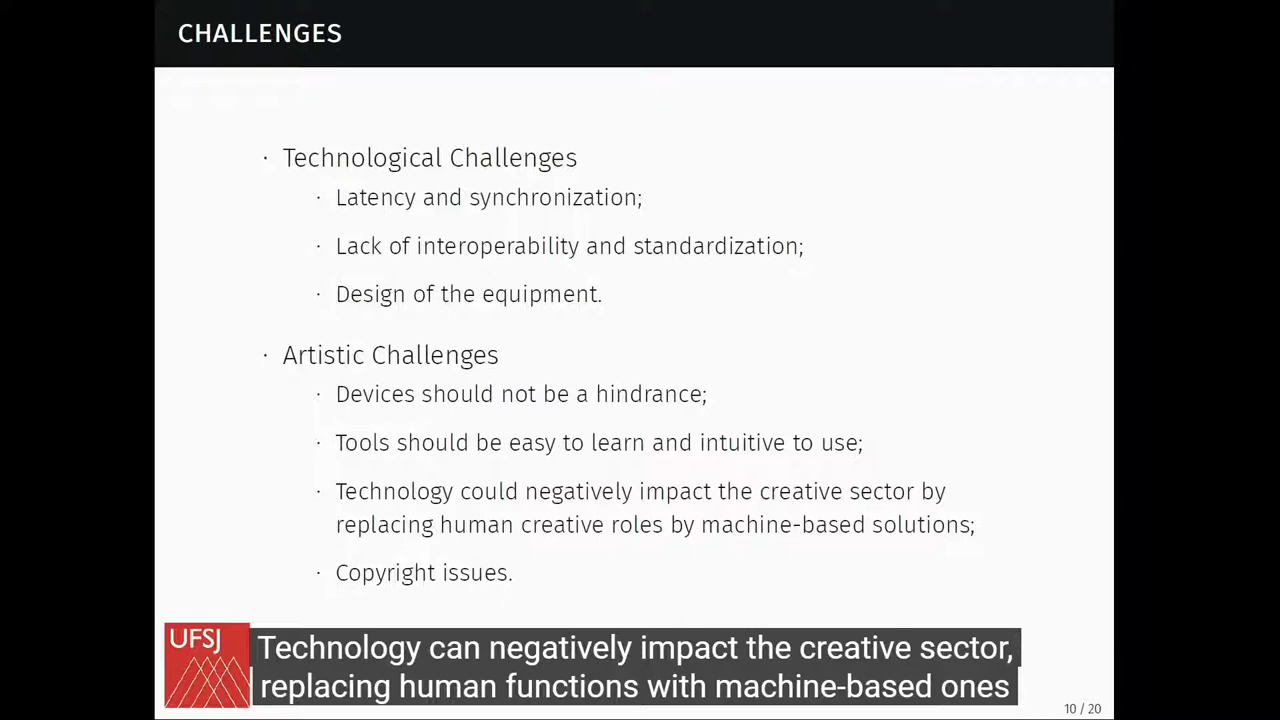 CHALLENGES
· Technological Challenges
· Latency and synchronization;
· Lack of interoperability and standardization;
· Design of the equipment.
· Artistic Challenges
· Devices should not be a hindrance;
· Tools should be easy to learn and intuitive to use;
· Technology could negatively impact the creative sector by
replacing human creative roles by machine-based solutions;
· Copyright issues.
UFSJ
Technology can negatively impact the creative sector,
replacing human functions with machine-based ones
10 / 20